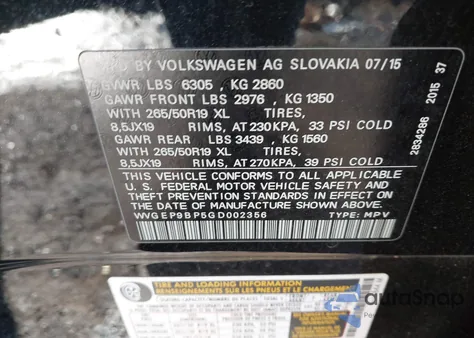 BY VOLKSWAGEN AG SLOVAKIA 07/15
GVWR LBS 6305 , KG 2860
GAWR FRONT LBS 2976 , KG 1350
WITH 265/50R19 XL TIRES,
8,5JX19 RIMS, AT 230KPA, 33 PSI COLD
GAWR REAR LBS 3439 , KG 1560
WITH 265/50R19 XL TIRES,
8,5JX19 RIMS, AT 270KPA, 39 PSI COLD
THIS VEHICLE CONFORMS TO ALL APPLICABLE
U.S. FEDERAL MOTOR VEHICLE SAFETY AND
THEFT PREVENTION STANDARDS IN EFFECT
ON THE DATE OF MANUFACTURE SHOWN ABOVE.
WVGEP9BP5GD002356 TYPE: MPV
2834286 2015 37
TIRE AND LOADING INFORMATION
RENSEIGNEMENTS SUR LES PNEUS ET LE CHARGEMENT
AutoSnap